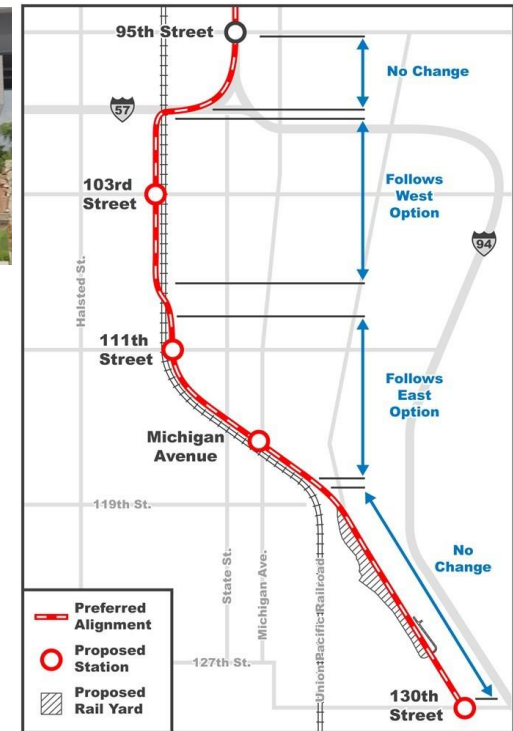 95th Street
No Change
57
103rd
Street
Follows
West
Option
94
Halsted St.
111th
Street
Follows
East
Option
Michigan
Avenue
119th St.
State St.
Michigan Ave.
Union Pacific Railroad
No
Change
127th St.
130th
Street
Preferred
Alignment
Proposed
Station
Proposed
Rail Yard